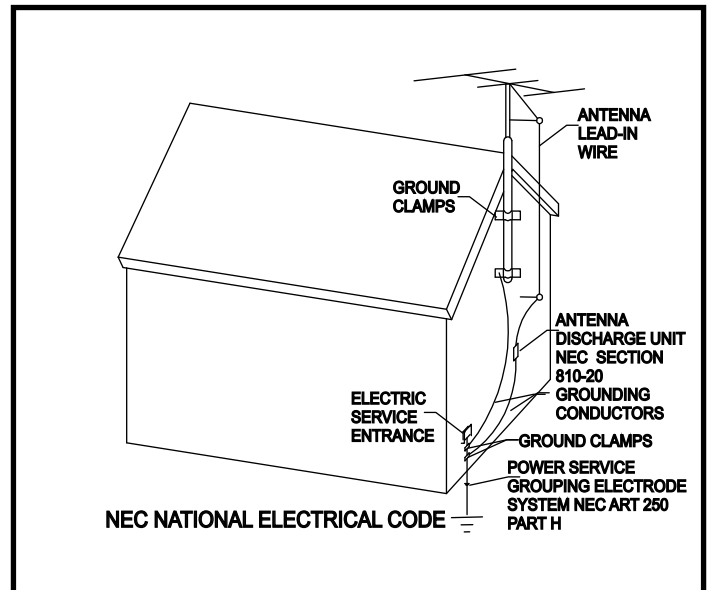 ANTENNA
LEAD-IN
WIRE
GROUND
CLAMPS
ANTENNA
DISCHARGE UNIT
NEC SECTION
810-20
GROUNDING
CONDUCTORS
ELECTRIC
SERVICE
ENTRANCE
GROUND CLAMPS
POWER SERVICE
GROUPING ELECTRODE
SYSTEM NEC ART 250
PART H
NEC NATIONAL ELECTRICAL CODE